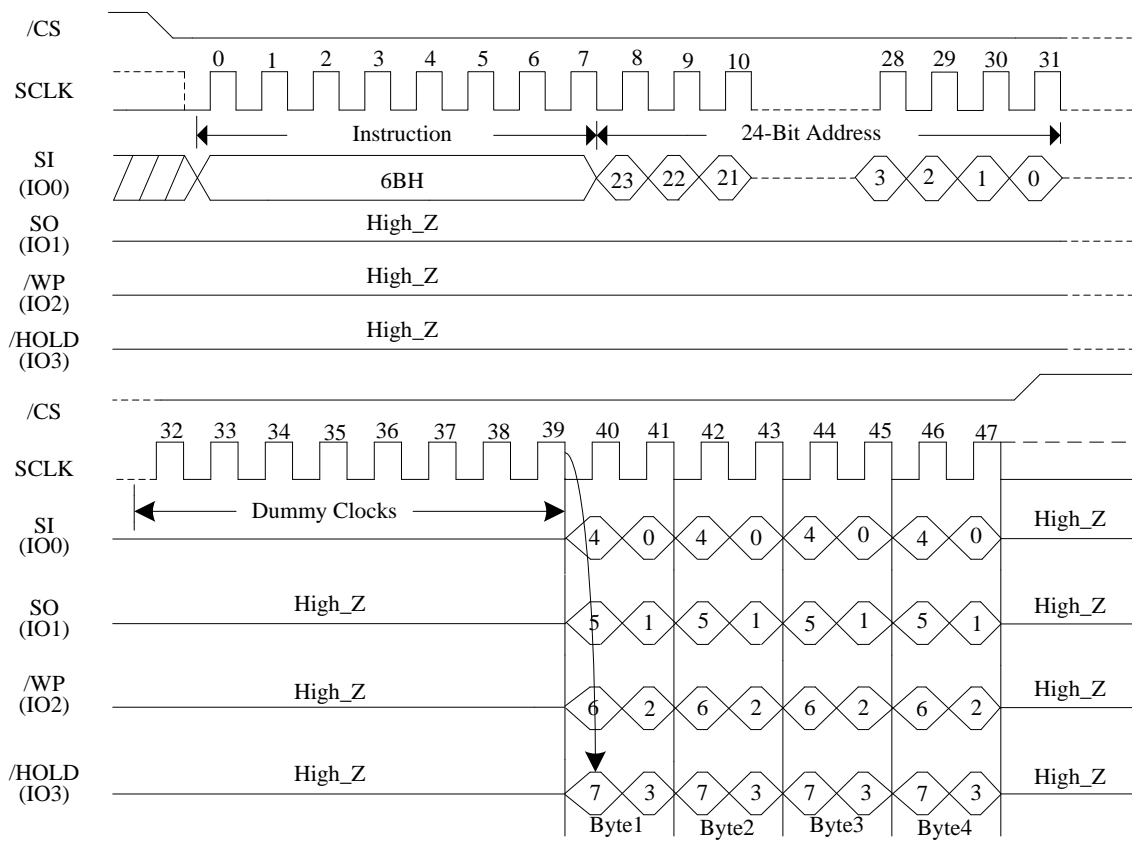 /CS
0 1 2 3 4 5 6 7 8 9 10 28 29 30 31
SCLK
Instruction 24-Bit Address
SI
(IO0)
6BH 23 22 21 3 2 1 0
SO
(IO1)
High_Z
/WP
(IO2)
High_Z
/HOLD
(IO3)
High_Z
/CS
32 33 34 35 36 37 38 39 40 41 42 43 44 45 46 47
SCLK
Dummy Clocks
SI
(IO0)
4 0 4 0 4 0 4 0 High_Z
SO
(IO1)
High_Z 5 1 5 1 5 1 5 1 High_Z
/WP
(IO2)
High_Z 6 2 6 2 6 2 6 2 High_Z
/HOLD
(IO3)
High_Z 7 3 7 3 7 3 7 3 High_Z
Byte1 Byte2 Byte3 Byte4